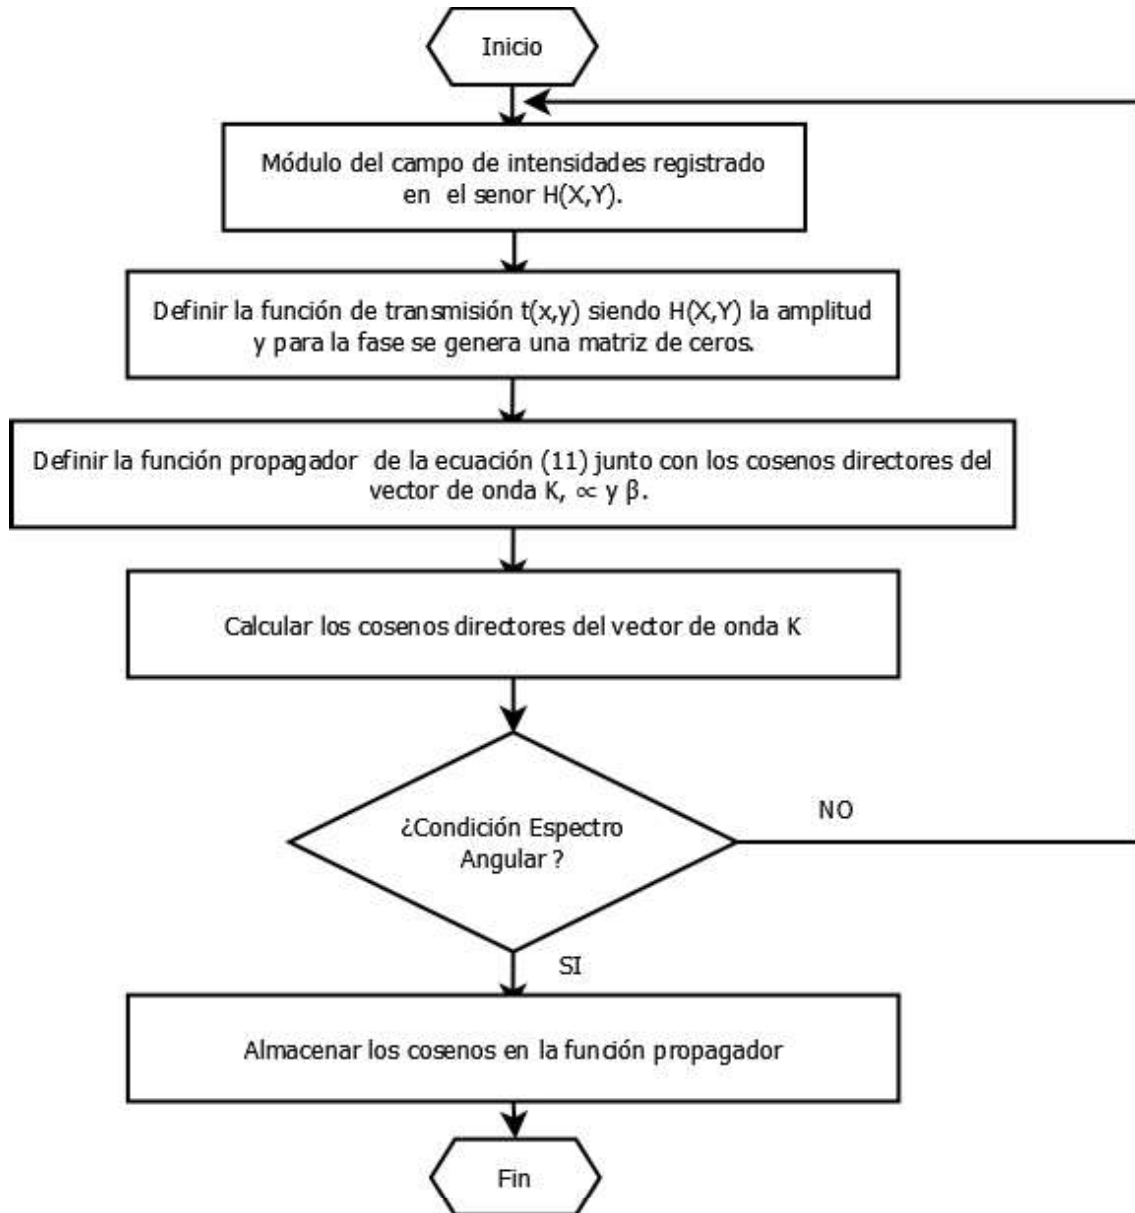 Inicio
Módulo del campo de intensidades registrado
en el senor H(X,Y).
Definir la función de transmisión t(x,y) siendo H(X,Y) la amplitud
y para la fase se genera una matriz de ceros.
Definir la función propagador de la ecuación (11) junto con los cosenos directores del
vector de onda K, ∝ y β.
Calcular los cosenos directores del vector de onda K
¿Condición Espectro
Angular ?
NO
SI
Almacenar los cosenos en la función propagador
Fin